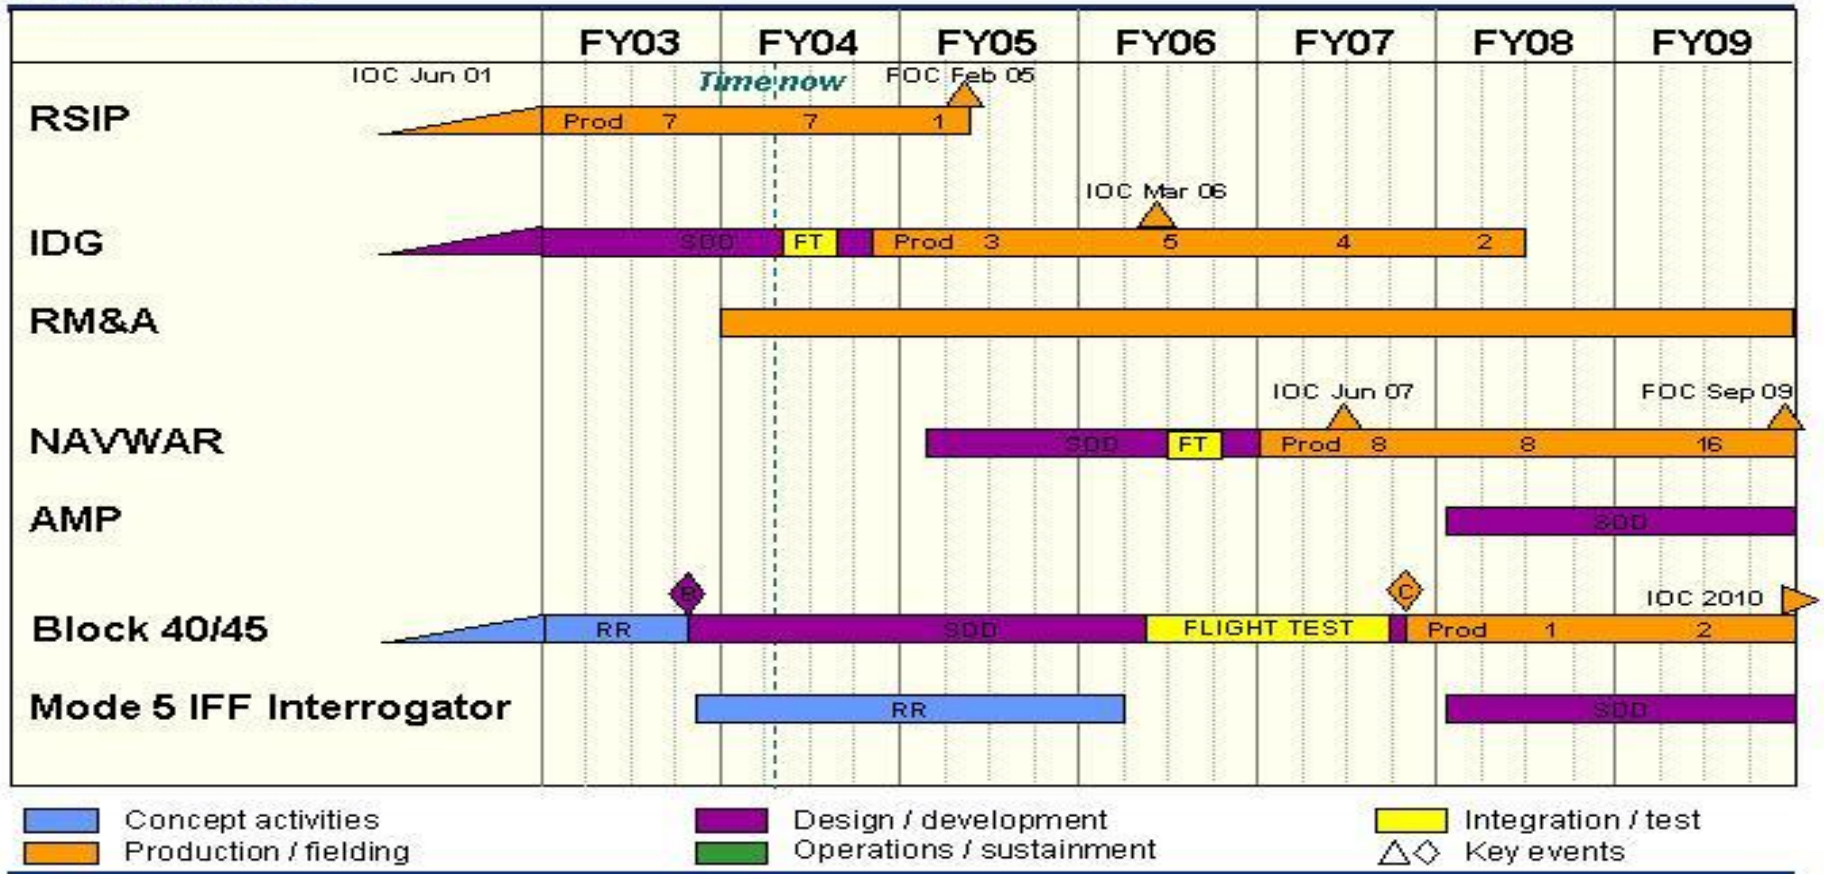 FY03 FY04 FY05 FY06 FY07 FY08 FY09
IOC Jun 01 Time now FOC Feb 05
RSIP Prod 7 7 1
IOC Mar 06
IDG SDD FT Prod 3 5 4 2
RM&A
IOC Jun 07 FOC Sep 09
NAVWAR SDD FT Prod 8 8 16
AMP SDD
B C IOC 2010
Block 40/45 RR SDD FLIGHT TEST Prod 1 2
Mode 5 IFF Interrogator RR SDD
Concept activities Design / development Integration / test
Production / fielding Operations / sustainment Key events